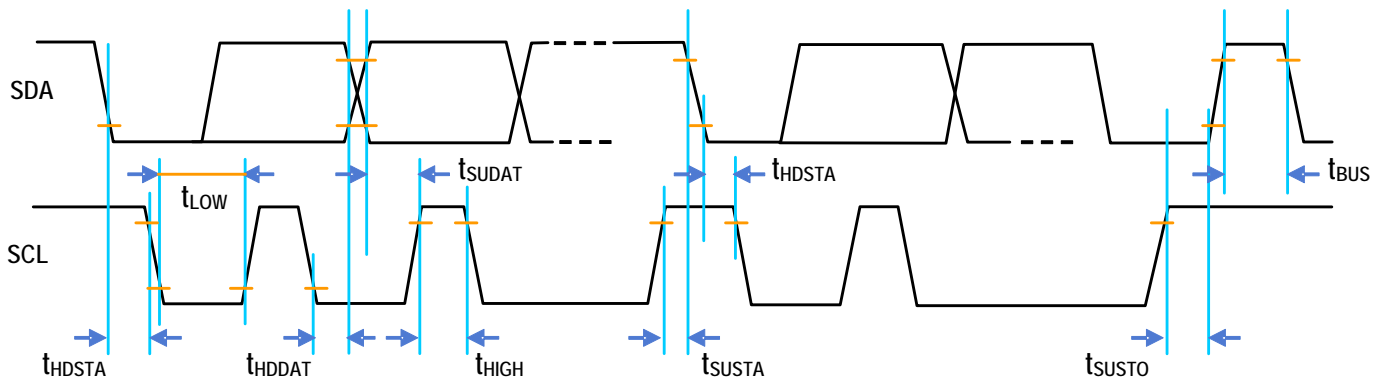 SDA
tSUDAT
tHDSTA
tBUS
tLOW
SCL
tHDSTA
tHDDAT
tHIGH
tSUSTA
tSUSTO